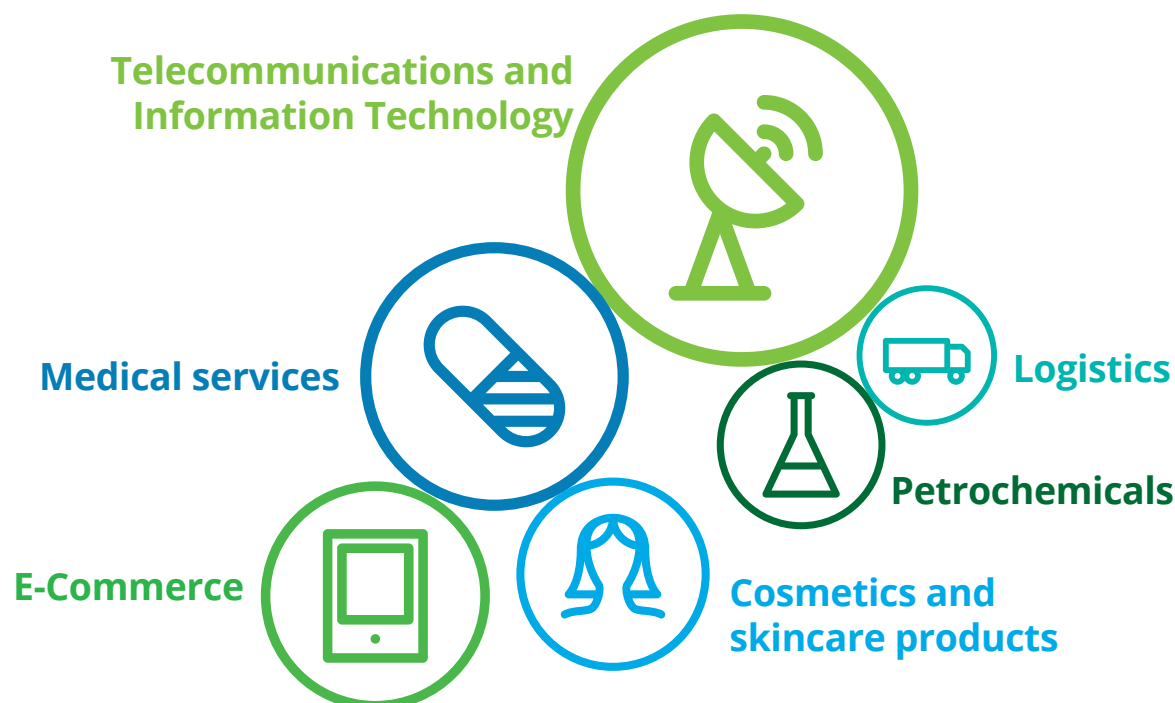 Telecommunications and
Information Technology
Medical services
Logistics
Petrochemicals
E-Commerce
Cosmetics and
skincare products